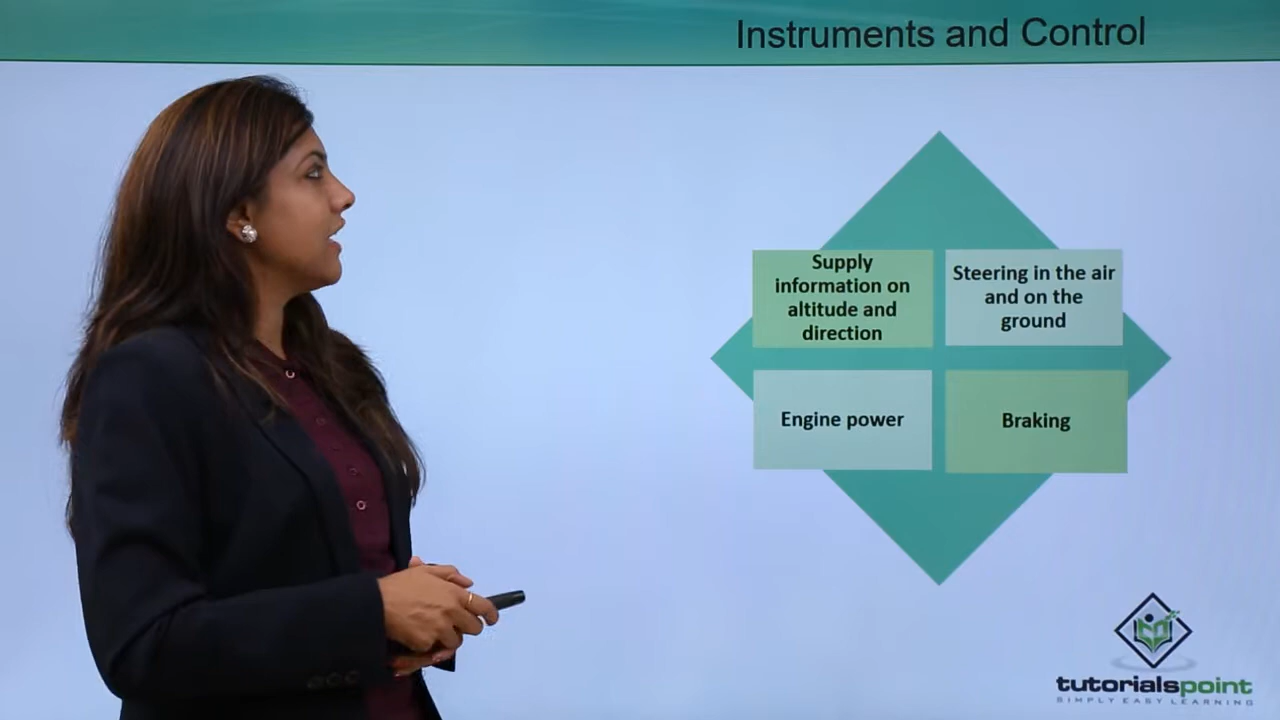 Instruments and Control
Supply
information on
altitude and
direction
Steering in the air
and on the
ground
Engine power
Braking
tutorialspoint
SIMPLY EASY LEARNING